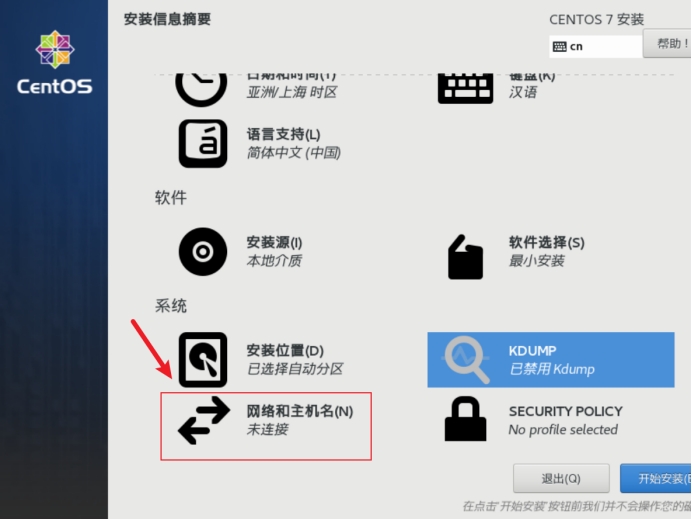 安装信息摘要
CENTOS 7 安装
cn
帮助！
CentOS
日期和时间(T)
亚洲/上海 时区
键盘(K)
汉语
语言支持(L)
简体中文 (中国)
软件
安装源(I)
本地介质
软件选择(S)
最小安装
系统
安装位置(D)
已选择自动分区
KDUMP
已禁用 Kdump
网络和主机名(N)
未连接
SECURITY POLICY
No profile selected
退出(Q)
开始安装(B
在点击"开始安装"按钮前我们并不会操作您的磁